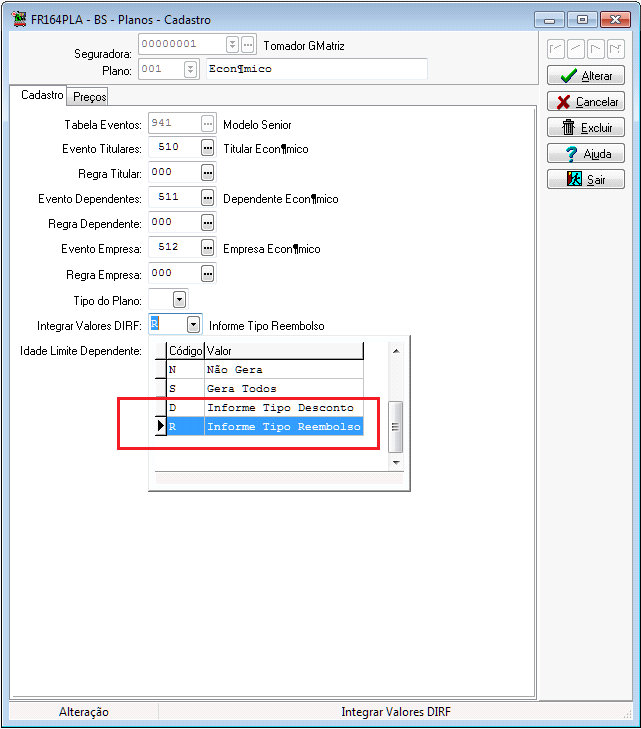 FR164PLA - BS - Planos - Cadastro
Seguradora: 00000001 ... Tomador GMatriz
Plano: 001 Econ¶mico
Cadastro Preços
Tabela Eventos: 941 ... Modelo Senior
Evento Titulares: 510 ... Titular Econ¶mico
Regra Titular: 000 ...
Evento Dependentes: 511 ... Dependente Econ¶mico
Regra Dependente: 000 ...
Evento Empresa: 512 ... Empresa Econ¶mico
Regra Empresa: 000 ...
Tipo do Plano:
Integrar Valores DIRF: R Informe Tipo Reembolso
Idade Limite Dependente:
Código Valor
N Não Gera
S Gera Todos
D Informe Tipo Desconto
R Informe Tipo Reembolso
Alterar
Cancelar
Excluir
Ajuda
Sair
Alteração Integrar Valores DIRF